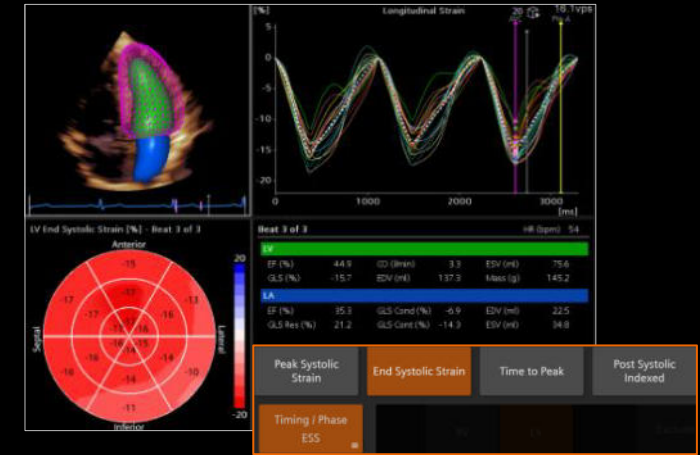 [%]
Longitudinal Strain
20
16.1vps
5
0
-5
-10
-15
-20
0
1000
2000
3000
[ms]
LV End Systolic Strain [%] - Beat 3 of 3
Anterior
Septal
Lateral
Inferior
-15
-17
-13
-17
-17
-16
-16
-16
-15
-14
-16
-16
-14
-16
-14
-11
20
-20
Beat 3 of 3
HR (bpm) 54
LV
EF (%) 44.9 CO (l/min) 3.3 ESV (ml) 75.6
GLS (%) -15.7 EDV (ml) 137.3 Mass (g) 145.2
LA
EF (%) 35.3 GLS Cond (%) -6.9 EDV (ml) 22.5
GLS Res (%) 21.2 GLS Cont (%) -14.3 ESV (ml) 34.8
Peak Systolic
Strain
End Systolic Strain
Time to Peak
Post Systolic
Indexed
Timing / Phase
ESS